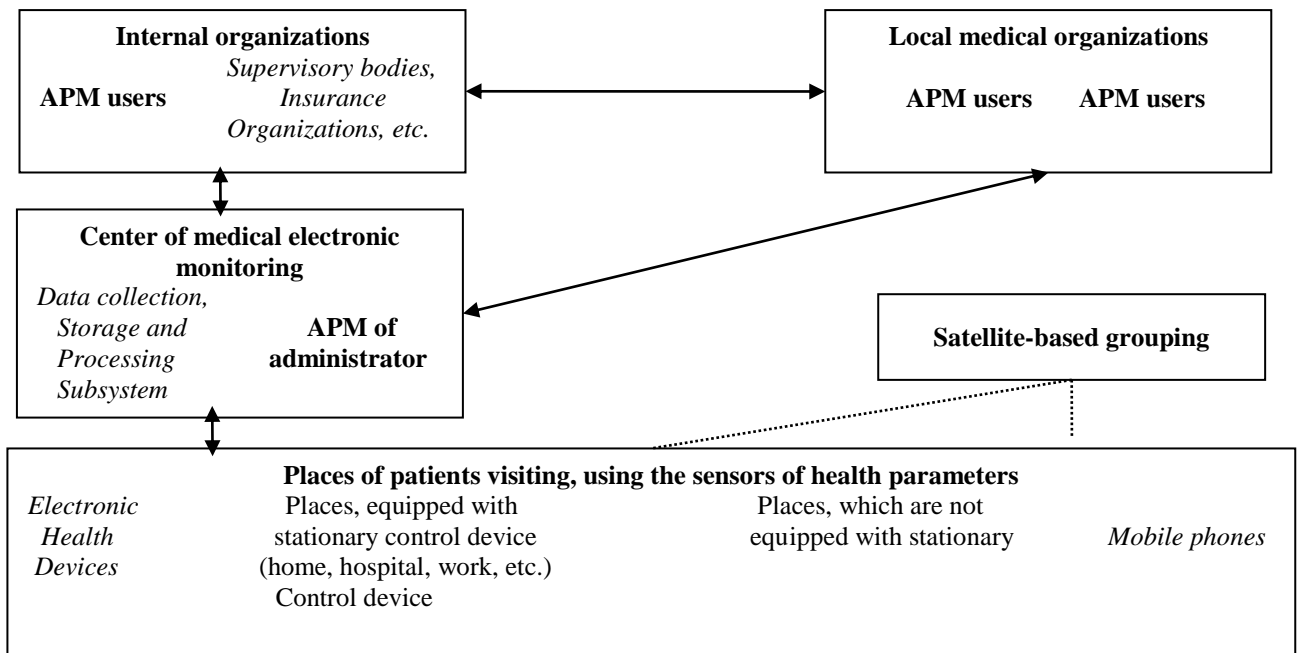 Internal organizations
APM users
Supervisory bodies,
Insurance
Organizations, etc.
Local medical organizations
APM users APM users
Center of medical electronic
monitoring
Data collection,
Storage and
Processing
Subsystem
APM of
administrator
Satellite-based grouping
Places of patients visiting, using the sensors of health parameters
Electronic
Health
Devices
Places, equipped with
stationary control device
(home, hospital, work, etc.)
Control device
Places, which are not
equipped with stationary
Mobile phones